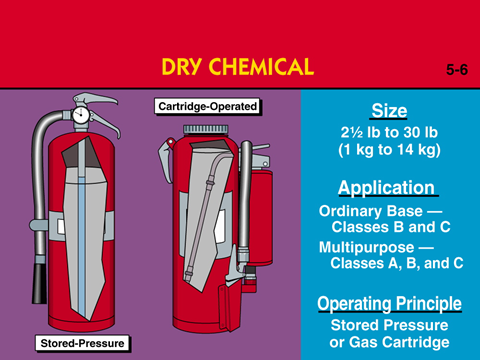 DRY CHEMICAL
5-6
Cartridge-Operated
Stored-Pressure
Size
2½ lb to 30 lb
(1 kg to 14 kg)
Application
Ordinary Base —
Classes B and C
Multipurpose —
Classes A, B, and C
Operating Principle
Stored Pressure
or Gas Cartridge